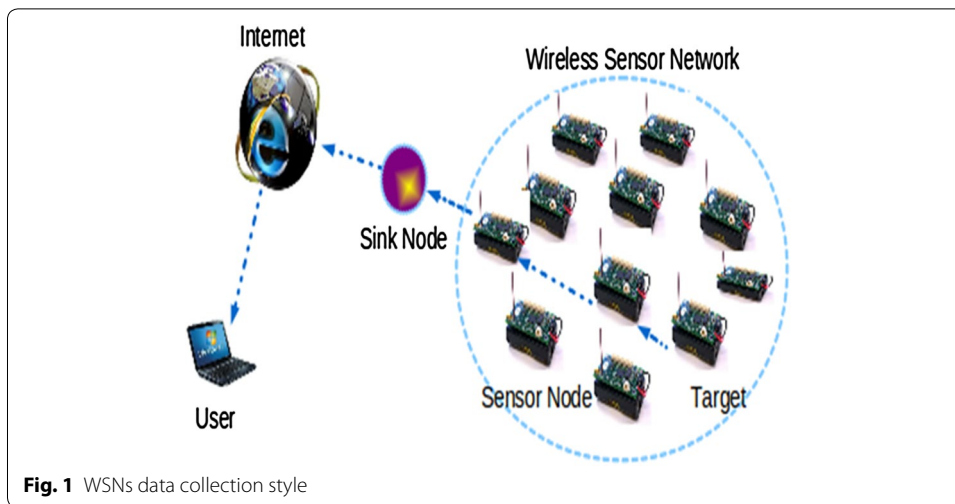 Internet
Wireless Sensor Network
Sink Node
Sensor Node
Target
User
Fig. 1 WSNs data collection style